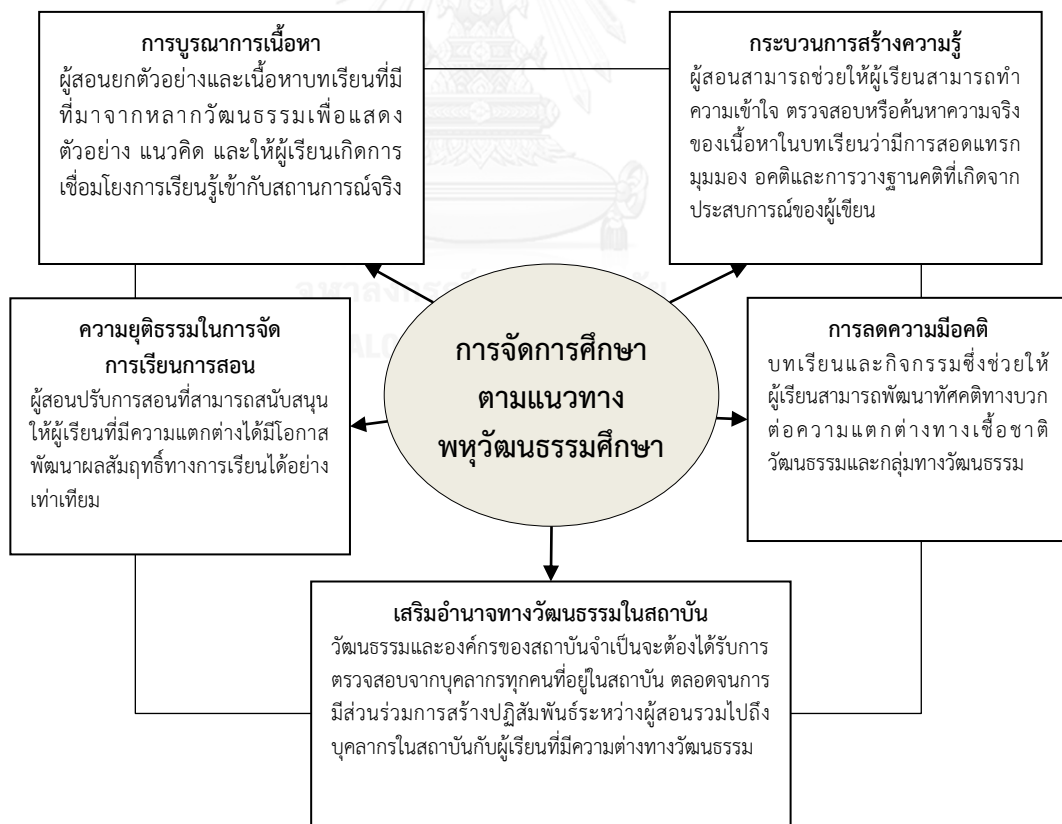 การบูรณาการเนื้อหา
ผู้สอนยกตัวอย่างและเนื้อหาบทเรียนที่มี
ที่มาจากหลากวัฒนธรรมเพื่อแสดง
ตัวอย่าง แนวคิด และให้ผู้เรียนเกิดการ
เชื่อมโยงการเรียนรู้เข้ากับสถานการณ์จริง
กระบวนการสร้างความรู้
ผู้สอนสามารถช่วยให้ผู้เรียนสามารถทำ
ความเข้าใจ ตรวจสอบหรือค้นหาความจริง
ของเนื้อหาในบทเรียนว่ามีการสอดแทรก
มุมมอง อคติและการวางฐานคติที่เกิดจาก
ประสบการณ์ของผู้เขียน
ความยุติธรรมในการจัด
การเรียนการสอน
ผู้สอนปรับการสอนที่สามารถสนับสนุน
ให้ผู้เรียนที่มีความแตกต่างได้มีโอกาส
พัฒนาผลสัมฤทธิ์ทางการเรียนได้อย่าง
เท่าเทียม
การจัดการศึกษา
ตามแนวทาง
พหุวัฒนธรรมศึกษา
การลดความมีอคติ
บทเรียนและกิจกรรมซึ่งช่วยให้
ผู้เรียนสามารถพัฒนาทัศคติทางบวก
ต่อความแตกต่างทางเชื้อชาติ
วัฒนธรรมและกลุ่มทางวัฒนธรรม
เสริมอำนาจทางวัฒนธรรมในสถาบัน
วัฒนธรรมและองค์กรของสถาบันจำเป็นจะต้องได้รับการ
ตรวจสอบจากบุคลากรทุกคนที่อยู่ในสถาบัน ตลอดจนการ
มีส่วนร่วมการสร้างปฏิสัมพันธ์ระหว่างผู้สอนรวมไปถึง
บุคลากรในสถาบันกับผู้เรียนที่มีความต่างทางวัฒนธรรม